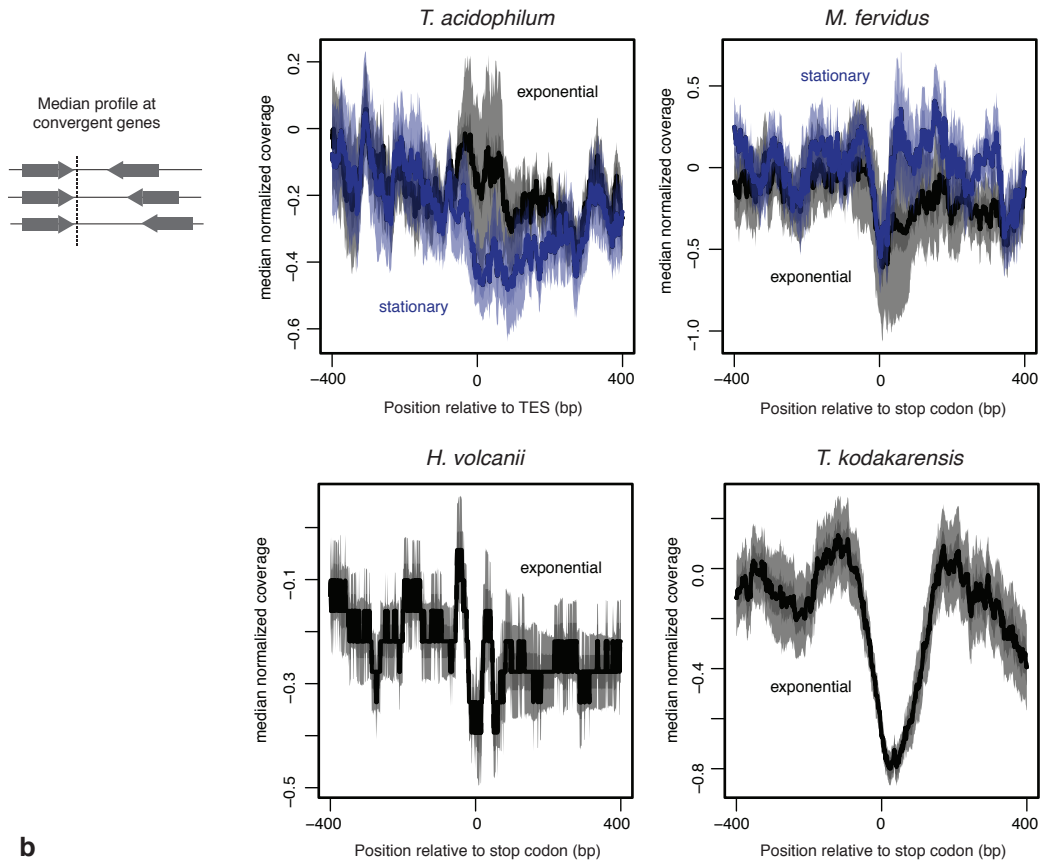 T. acidophilum
M. fervidus
Median profile at
convergent genes
median normalized coverage
0.2
0
−0.2
−0.4
−0.6
exponential
stationary
−400
0
400
Position relative to TES (bp)
median normalized coverage
0.5
0
−0.5
−1.0
stationary
exponential
−400
0
400
Position relative to stop codon (bp)
H. volcanii
T. kodakarensis
median normalized coverage
−0.1
−0.3
−0.5
exponential
−400
0
400
Position relative to stop codon (bp)
median normalized coverage
0.0
−0.4
−0.8
exponential
−400
0
400
Position relative to stop codon (bp)
b